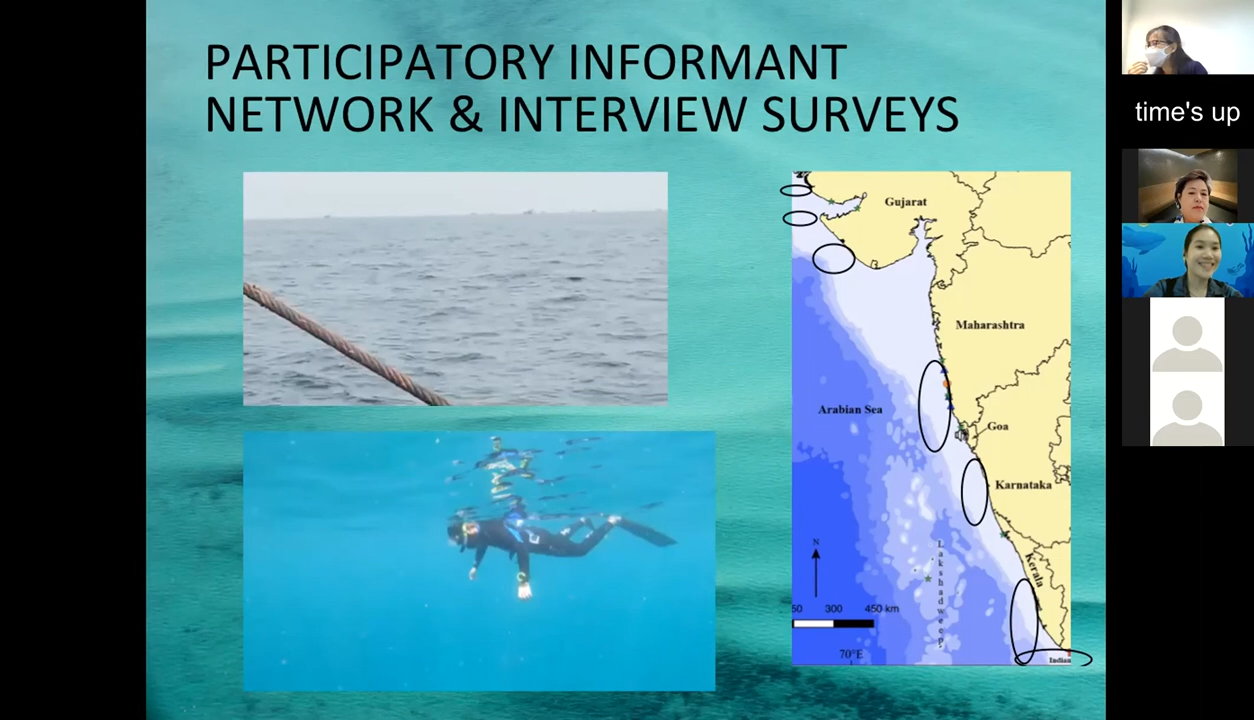 PARTICIPATORY INFORMANT
NETWORK & INTERVIEW SURVEYS
time's up
Gujarat
Maharashtra
Arabian Sea
Goa
Karnataka
Kerala
Lakshadweep
N
50 300 450 km
70°E
Indian